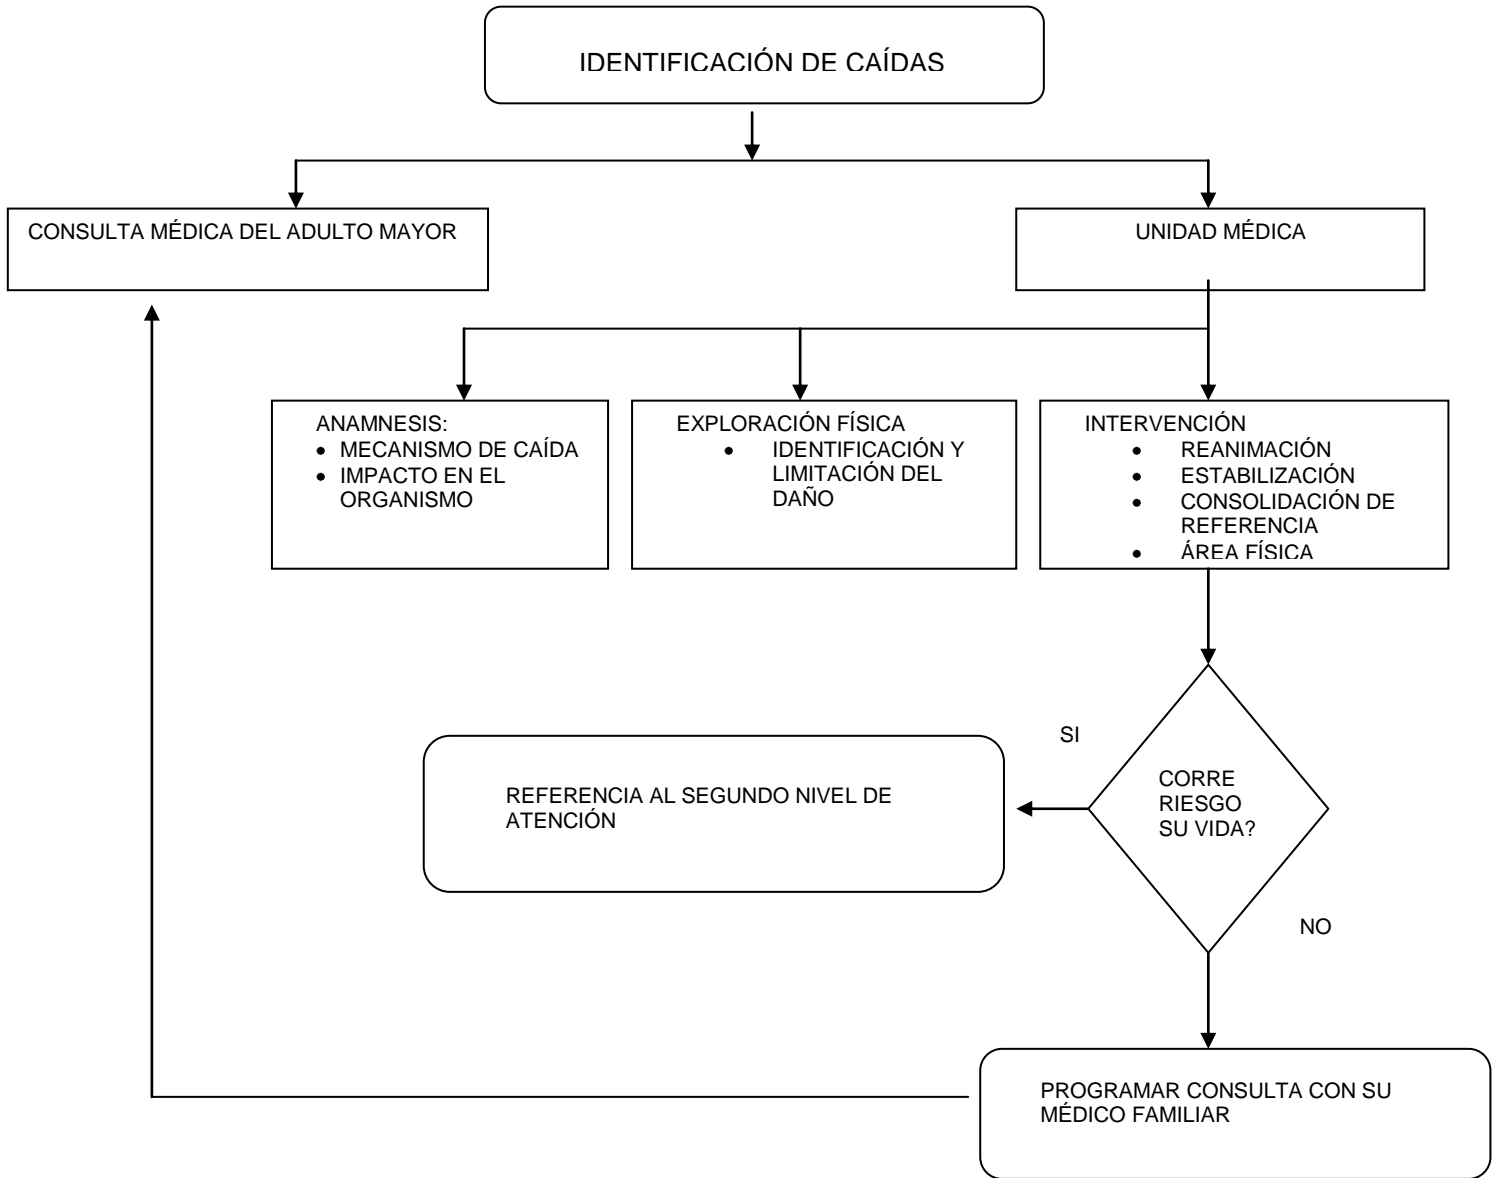 IDENTIFICACIÓN DE CAÍDAS
CONSULTA MÉDICA DEL ADULTO MAYOR
UNIDAD MÉDICA
ANAMNESIS:
• MECANISMO DE CAÍDA
• IMPACTO EN EL
ORGANISMO
EXPLORACIÓN FÍSICA
• IDENTIFICACIÓN Y
LIMITACIÓN DEL
DAÑO
INTERVENCIÓN
• REANIMACIÓN
• ESTABILIZACIÓN
• CONSOLIDACIÓN DE
REFERENCIA
• ÁREA FÍSICA
SI
CORRE
RIESGO
SU VIDA?
REFERENCIA AL SEGUNDO NIVEL DE
ATENCIÓN
NO
PROGRAMAR CONSULTA CON SU
MÉDICO FAMILIAR